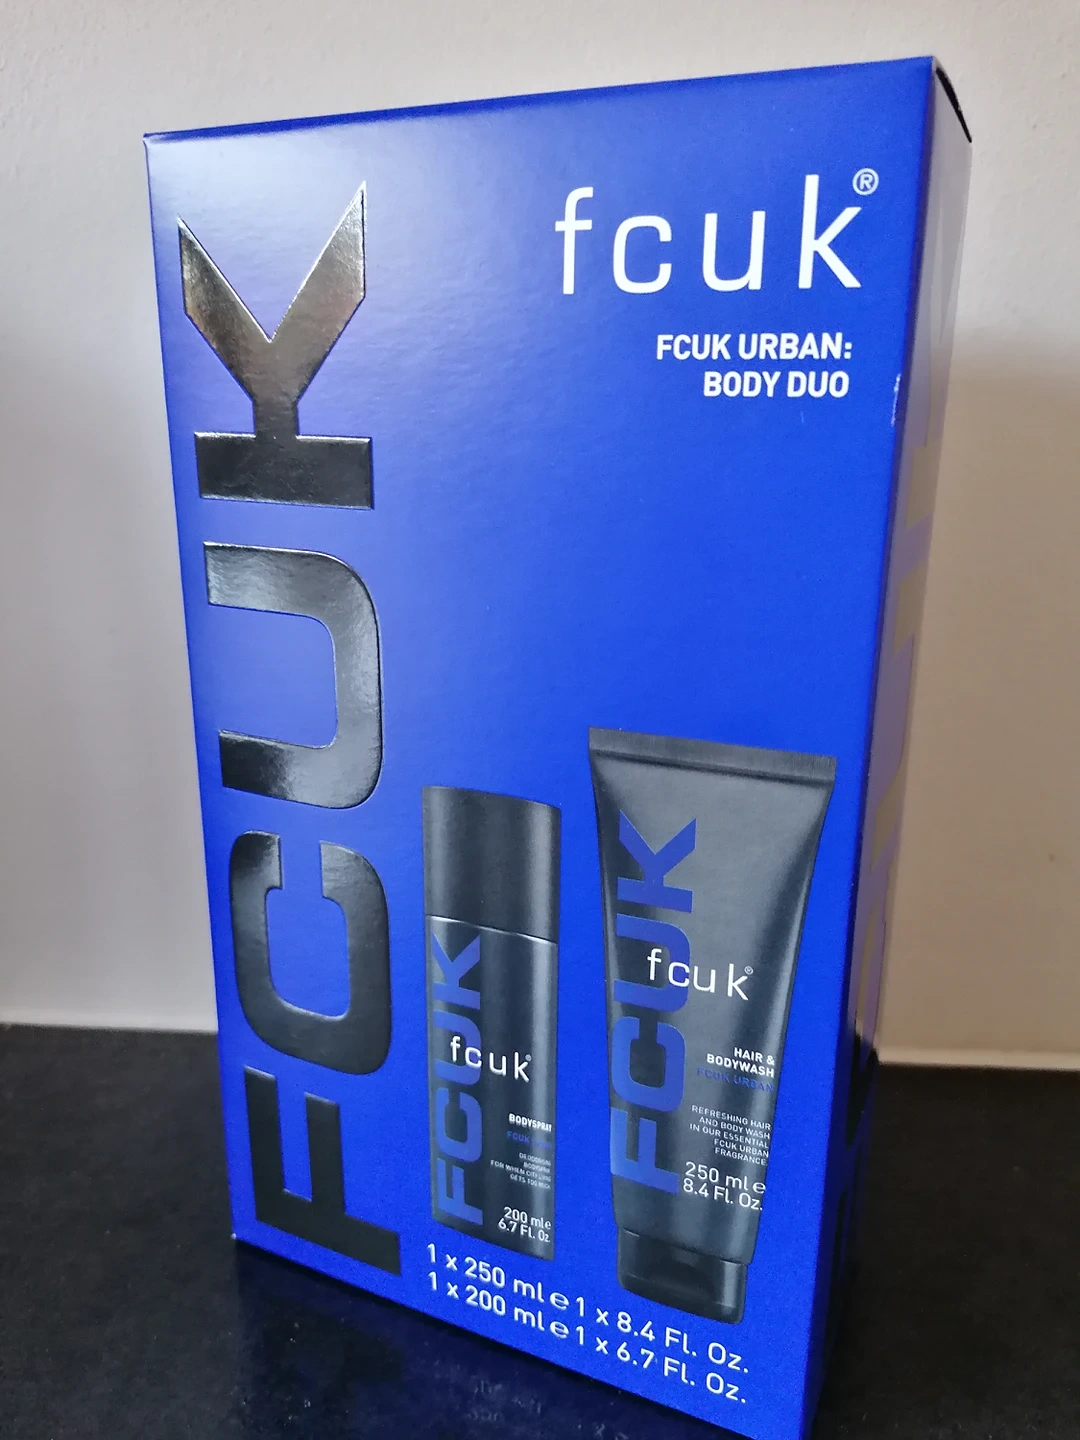 FCUK
fcuk®
FCUK URBAN:
BODY DUO
FCUK
fcuk®
BODYSPRAY
FCUK
200 ml e
6.7 Fl. Oz.
FCUK
fcuk®
HAIR &
BODYWASH
FCUK URBAN
REFRESHING HAIR
AND BODY WASH
IN OUR ESSENTIAL
FCUK URBAN
FRAGRANCE
250 ml e
8.4 Fl. Oz.
1 x 250 ml e 1 x 8.4 Fl. Oz.
1 x 200 ml e 1 x 6.7 Fl. Oz.